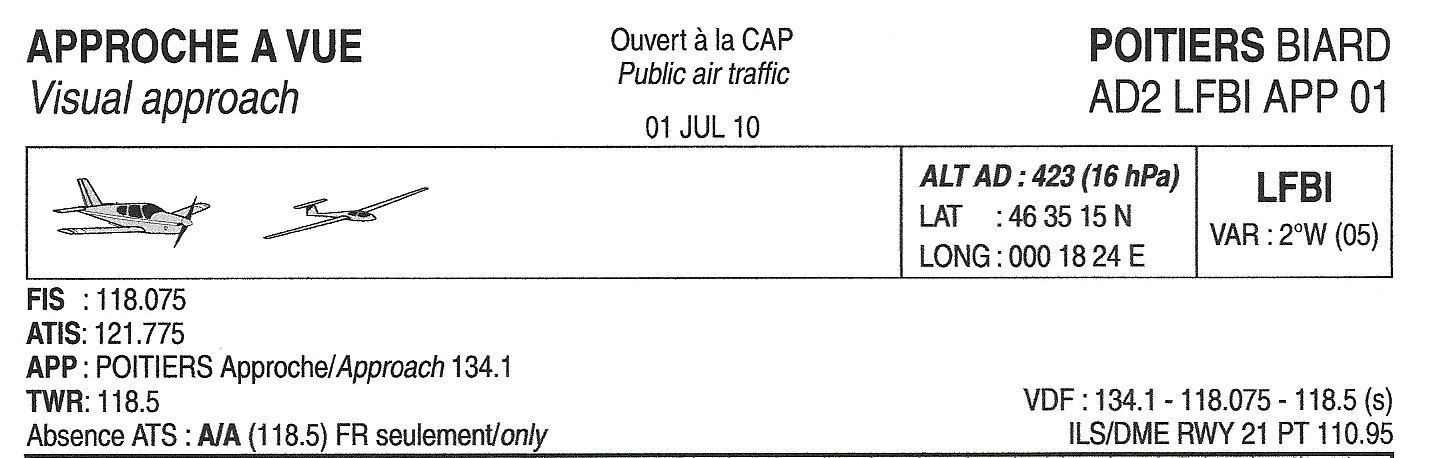 APPROCHE A VUE
Visual approach
Ouvert à la CAP
Public air traffic
01 JUL 10
POITIERS BIARD
AD2 LFBI APP 01
ALT AD : 423 (16 hPa)
LAT : 46 35 15 N
LONG : 000 18 24 E
LFBI
VAR : 2°W (05)
FIS : 118.075
ATIS: 121.775
APP : POITIERS Approche/Approach 134.1
TWR: 118.5
Absence ATS : A/A (118.5) FR seulement/only
VDF : 134.1 - 118.075 - 118.5 (s)
ILS/DME RWY 21 PT 110.95